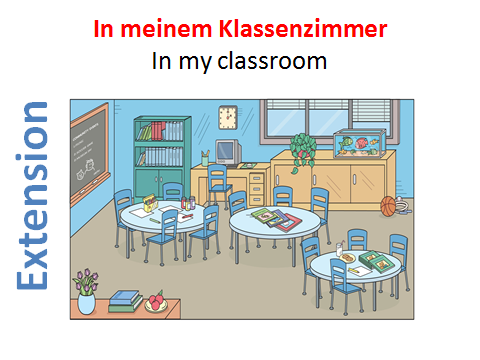 In meinem Klassenzimmer
In my classroom
Extension